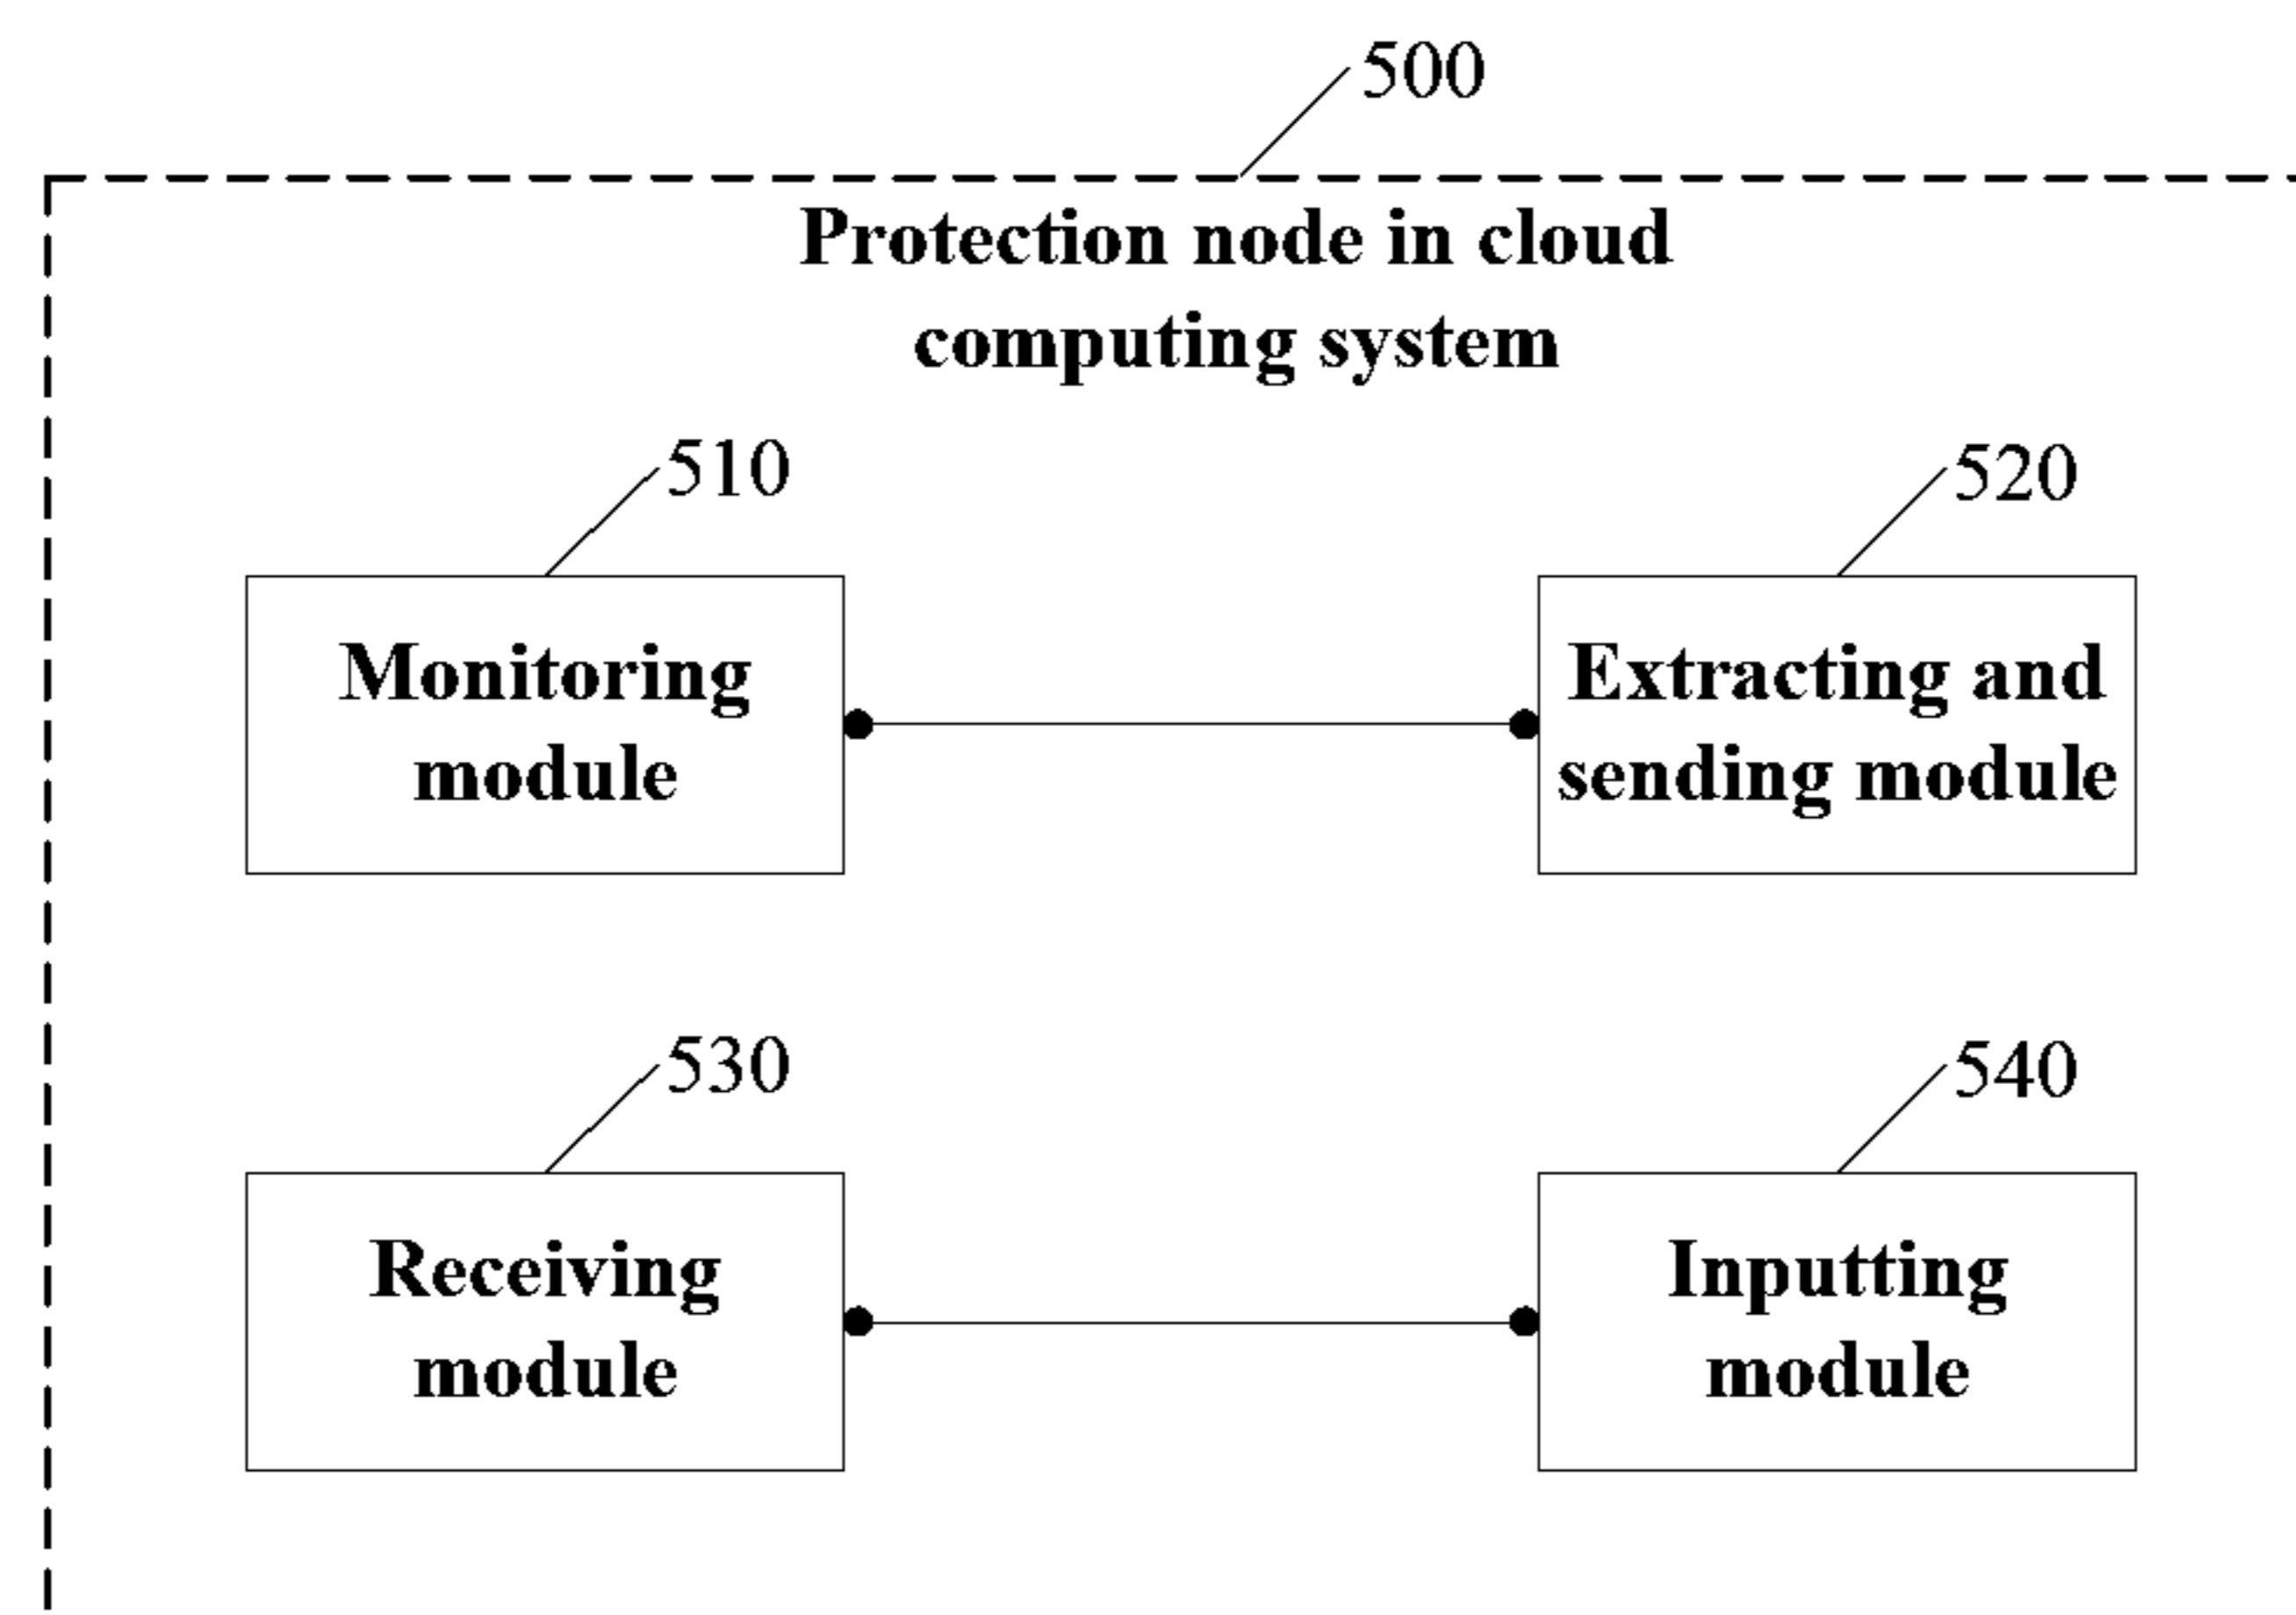 500
Protection node in cloud
computing system
510
520
Monitoring
module
Extracting and
sending module
530
540
Receiving
module
Inputting
module